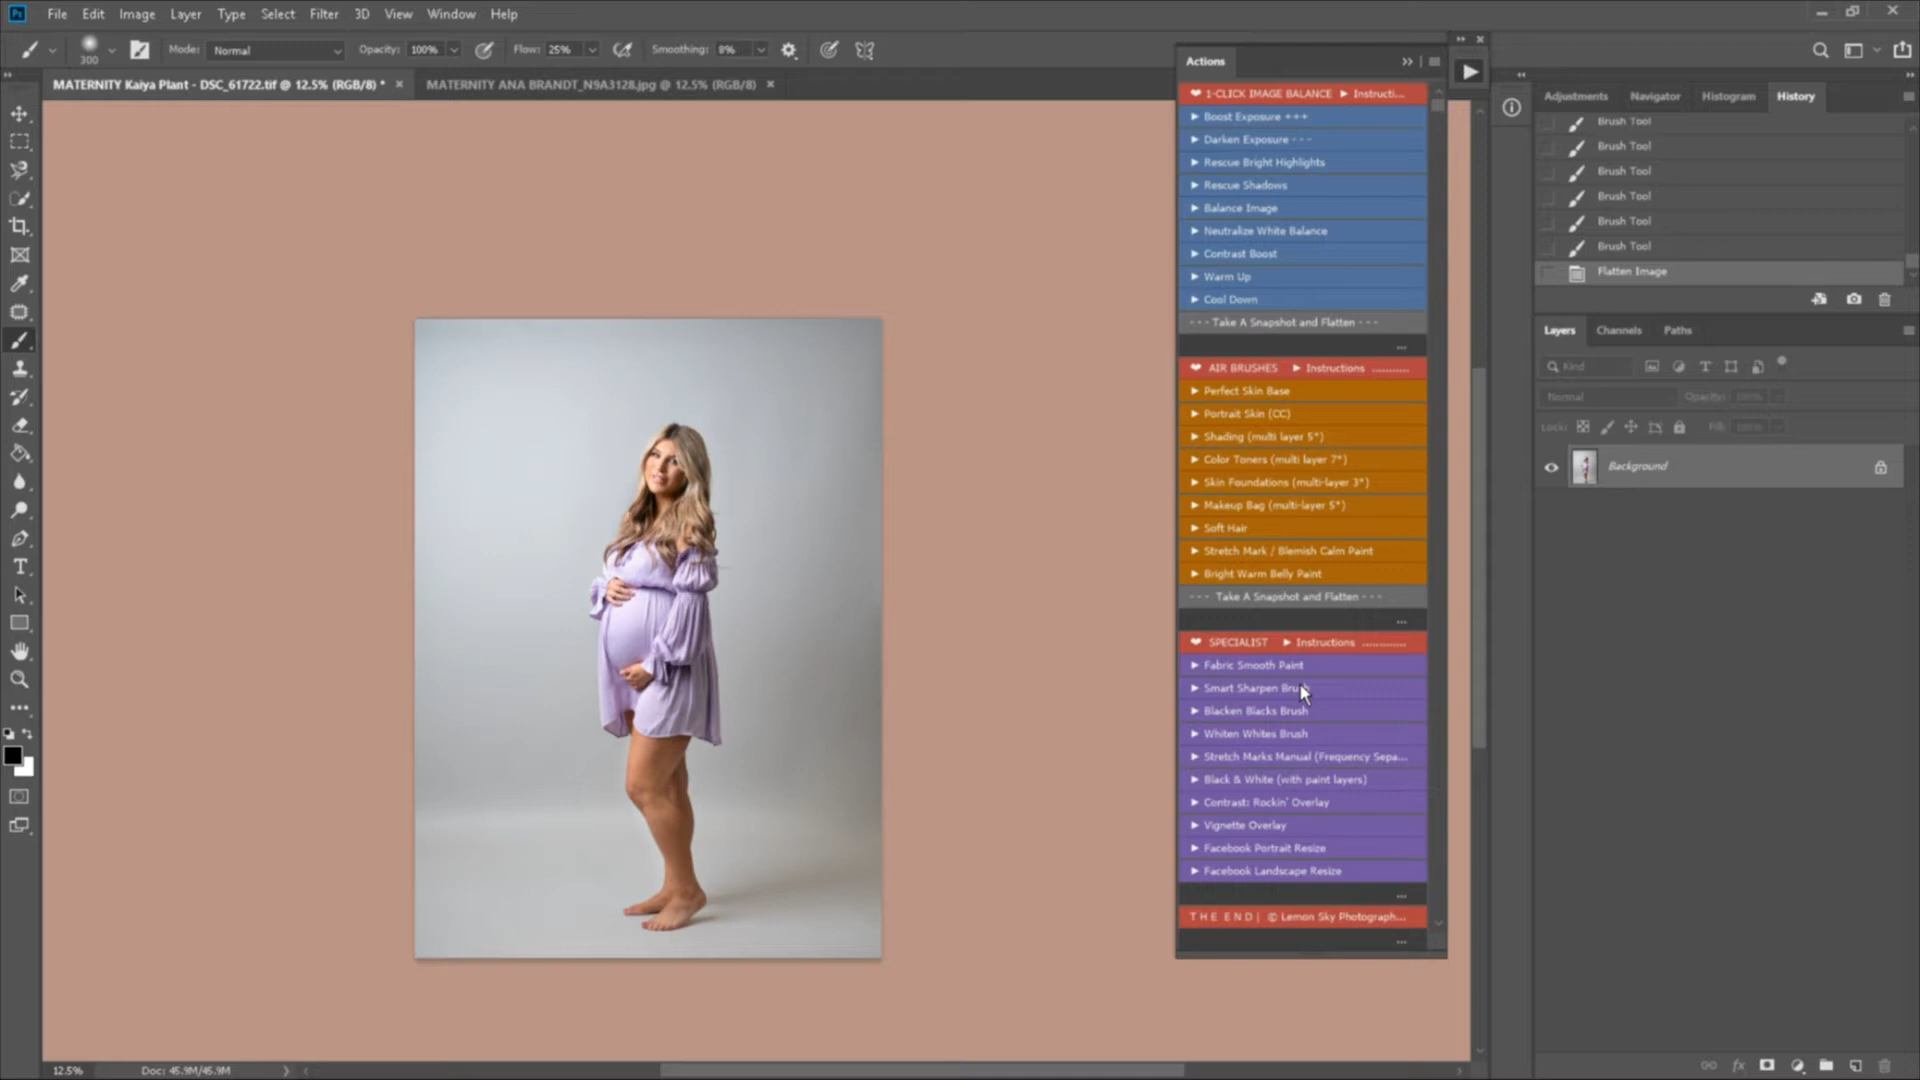 Ps File Edit Image Layer Type Select Filter 3D View Window Help
300 Mode: Normal Opacity: 100% Flow: 25% Smoothing: 8%
MATERNITY Kaiya Plant - DSC_61722.tif @ 12.5% (RGB/8) * × MATERNITY ANA BRANDT_N9A3128.jpg @ 12.5% (RGB/8) ×
Actions
❤ 1-CLICK IMAGE BALANCE ► Instructi...
► Boost Exposure +++
► Darken Exposure - - -
► Rescue Bright Highlights
► Rescue Shadows
► Balance Image
► Neutralize White Balance
► Contrast Boost
► Warm Up
► Cool Down
- - - Take A Snapshot and Flatten - - -
...
❤ AIR BRUSHES ► Instructions ...........
► Perfect Skin Base
► Portrait Skin (CC)
► Shading (multi layer 5*)
► Color Toners (multi layer 7*)
► Skin Foundations (multi-layer 3*)
► Makeup Bag (multi-layer 5*)
► Soft Hair
► Stretch Mark / Blemish Calm Paint
► Bright Warm Belly Paint
- - - Take A Snapshot and Flatten - - -
...
❤ SPECIALIST ► Instructions .............
► Fabric Smooth Paint
► Smart Sharpen Brush
► Blacken Blacks Brush
► Whiten Whites Brush
► Stretch Marks Manual (Frequency Sepa...
► Black & White (with paint layers)
► Contrast: Rockin' Overlay
► Vignette Overlay
► Facebook Portrait Resize
► Facebook Landscape Resize
...
T H E E N D | © Lemon Sky Photograph...
...
Adjustments Navigator Histogram History
Brush Tool
Brush Tool
Brush Tool
Brush Tool
Brush Tool
Brush Tool
Flatten Image
Layers Channels Paths
Kind
Normal Opacity: 100%
Lock: Fill: 100%
Background
fx
12.5% Doc: 45.9M/45.9M